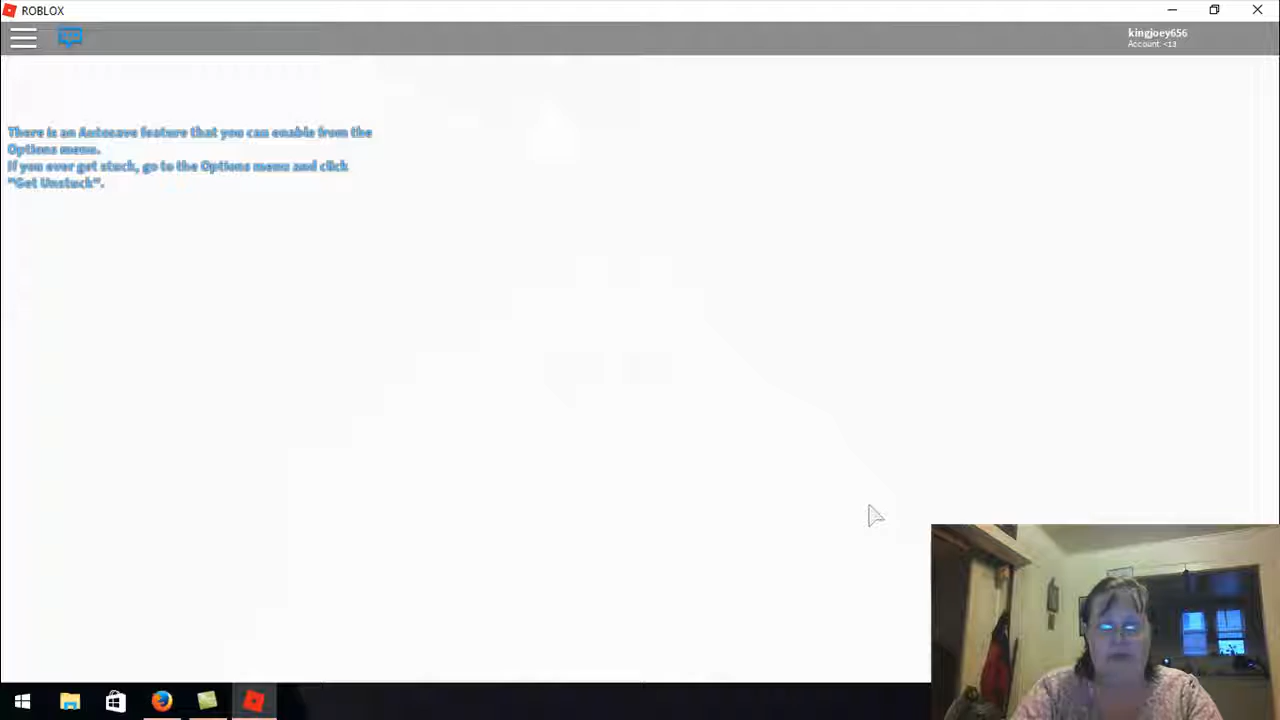 ROBLOX
kingjoey656
Account <13
There is an Autosave feature that you can enable from the
Options menu.
If you ever get stuck, go to the Options menu and click
"Get Unstuck".